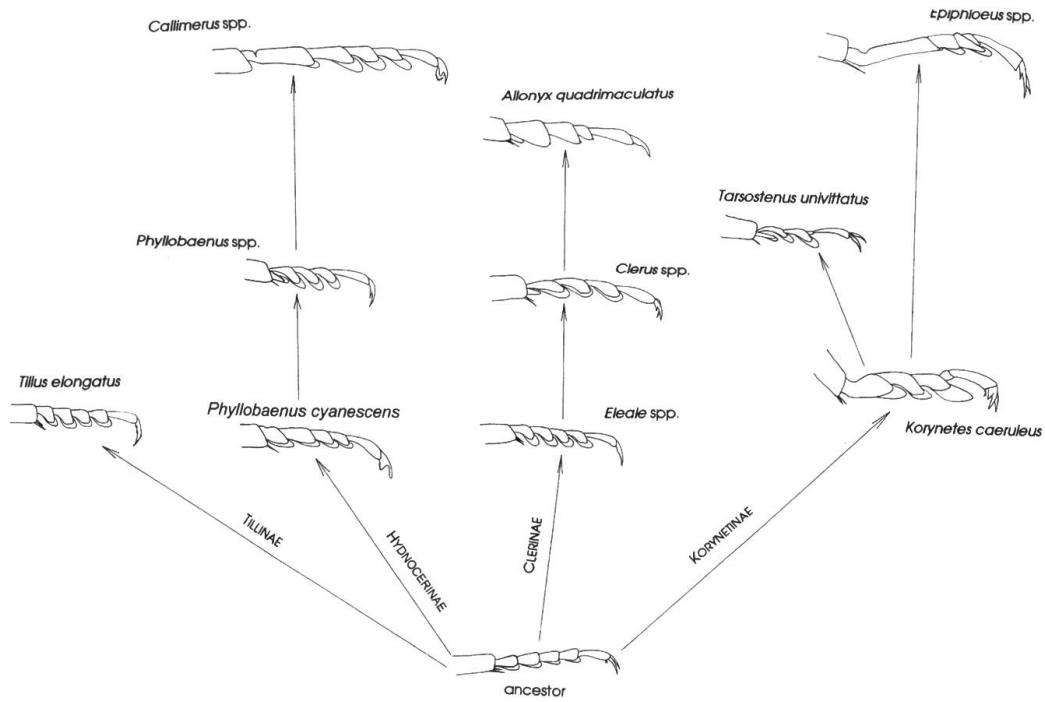 Callimerus spp.
Epiphloeus spp.
Allonyx quadrimaculatus
Tarsostenus univittatus
Phyllobaenus spp.
Clerus spp.
Tillus elongatus
Phyllobaenus cyanescens
Eleale spp.
Korynetes caeruleus
TILLINAE
HYDNOCERINAE
CLERINAE
KORYNETINAE
ancestor